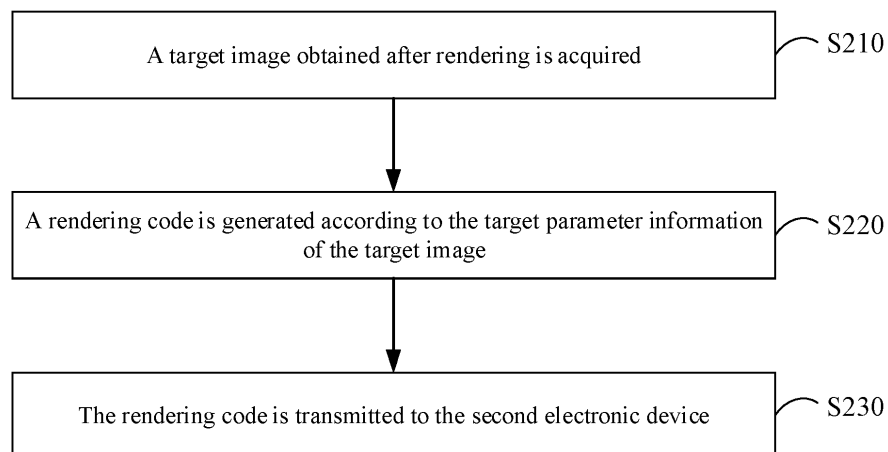 A target image obtained after rendering is acquired
S210
A rendering code is generated according to the target parameter information
of the target image
S220
The rendering code is transmitted to the second electronic device
S230